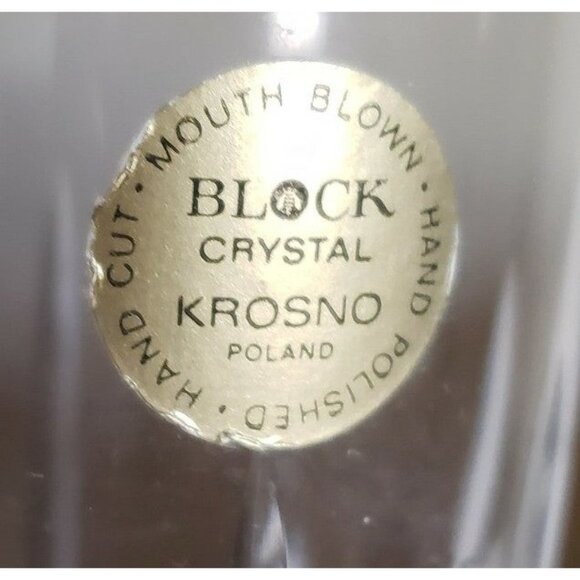 MOUTH BLOWN · HAND POLISHED · HAND CUT ·
BLOCK
CRYSTAL
KROSNO
POLAND